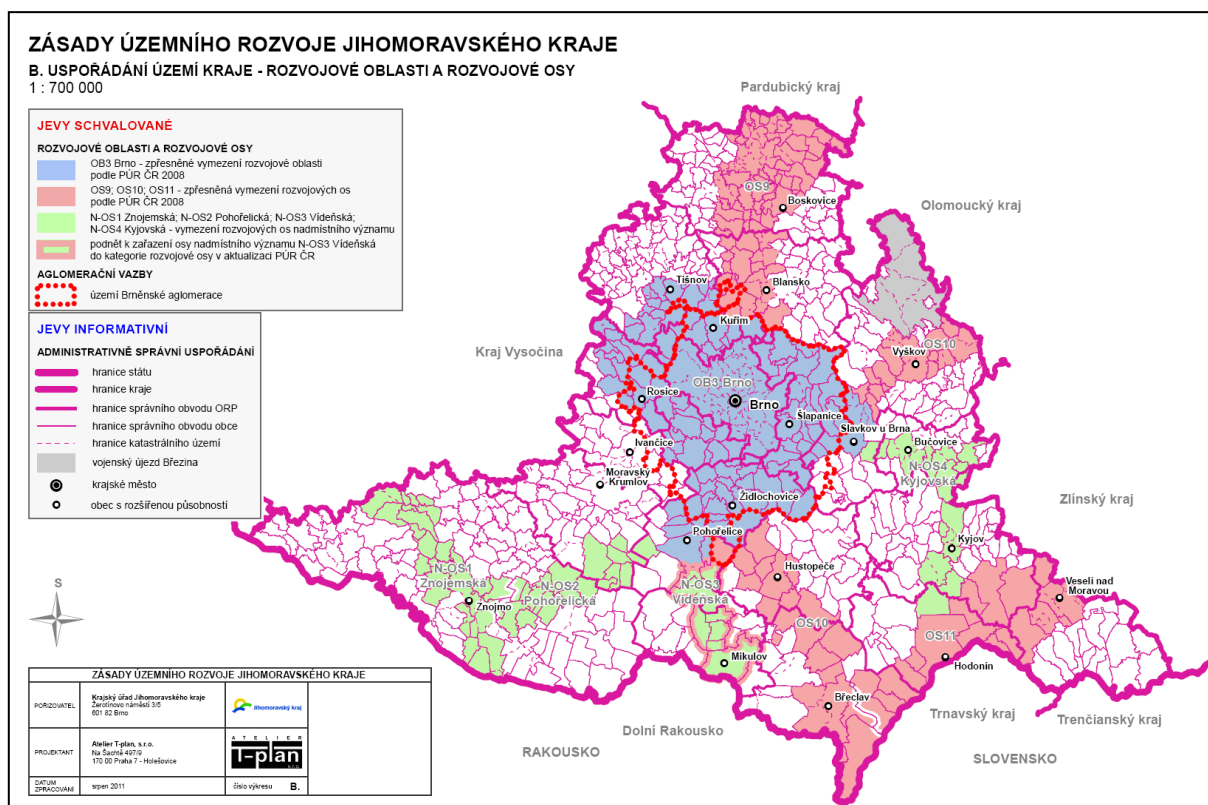 ZÁSADY ÚZEMNÍHO ROZVOJE JIHOMORAVSKÉHO KRAJE
B. USPOŘÁDÁNÍ ÚZEMÍ KRAJE - ROZVOJOVÉ OBLASTI A ROZVOJOVÉ OSY
1 : 700 000
JEVY SCHVALOVANÉ
ROZVOJOVÉ OBLASTI A ROZVOJOVÉ OSY
OB3 Brno - zpřesněné vymezení rozvojové oblasti
podle PÚR ČR 2008
OS9; OS10; OS11 - zpřesněná vymezení rozvojových os
podle PÚR ČR 2008
N-OS1 Znojemská; N-OS2 Pohořelická; N-OS3 Vídeňská;
N-OS4 Kyjovská - vymezení rozvojových os nadmístního významu
podnět k zařazení osy nadmístního významu N-OS3 Vídeňská
do kategorie rozvojové osy v aktualizaci PÚR ČR
AGLOMERAČNÍ VAZBY
území Brněnské aglomerace
JEVY INFORMATIVNÍ
ADMINISTRATIVNĚ SPRÁVNÍ USPOŘÁDÁNÍ
hranice státu
hranice kraje
hranice správního obvodu ORP
hranice správního obvodu obce
hranice katastrálního území
vojenský újezd Březina
krajské město
obec s rozšířenou působností
Pardubický kraj
OS9
Boskovice
Olomoucký kraj
Tišnov
Blansko
Kuřim
Kraj Vysočina
OS10
Vyškov
OB3 Brno
Rosice
Brno
Šlapanice
Slavkov u Brna
Bučovice
Ivančice
N-OS4
Kyjovská
Moravský
Krumlov
Zlínský kraj
Židlochovice
Pohořelice
Kyjov
N-OS1
Znojemská
N-OS2
Pohořelická
N-OS3
Vídeňská
Hustopeče
Veselí nad
Moravou
Znojmo
OS10
OS11
Mikulov
Hodonín
Břeclav
Dolní Rakousko
Trnavský kraj
Trenčianský kraj
RAKOUSKO
SLOVENSKO
S
ZÁSADY ÚZEMNÍHO ROZVOJE JIHOMORAVSKÉHO KRAJE
POŘIZOVATEL
Krajský úřad Jihomoravského kraje
Žerotínovo náměstí 3/5
601 82 Brno
Jihomoravský kraj
PROJEKTANT
Atelier T-plan, s.r.o.
Na Šachtě 497/9
170 00 Praha 7 - Holešovice
ATELIER
T-plan
s.r.o.
DATUM
ZPRACOVÁNÍ
srpen 2011
číslo výkresu B.